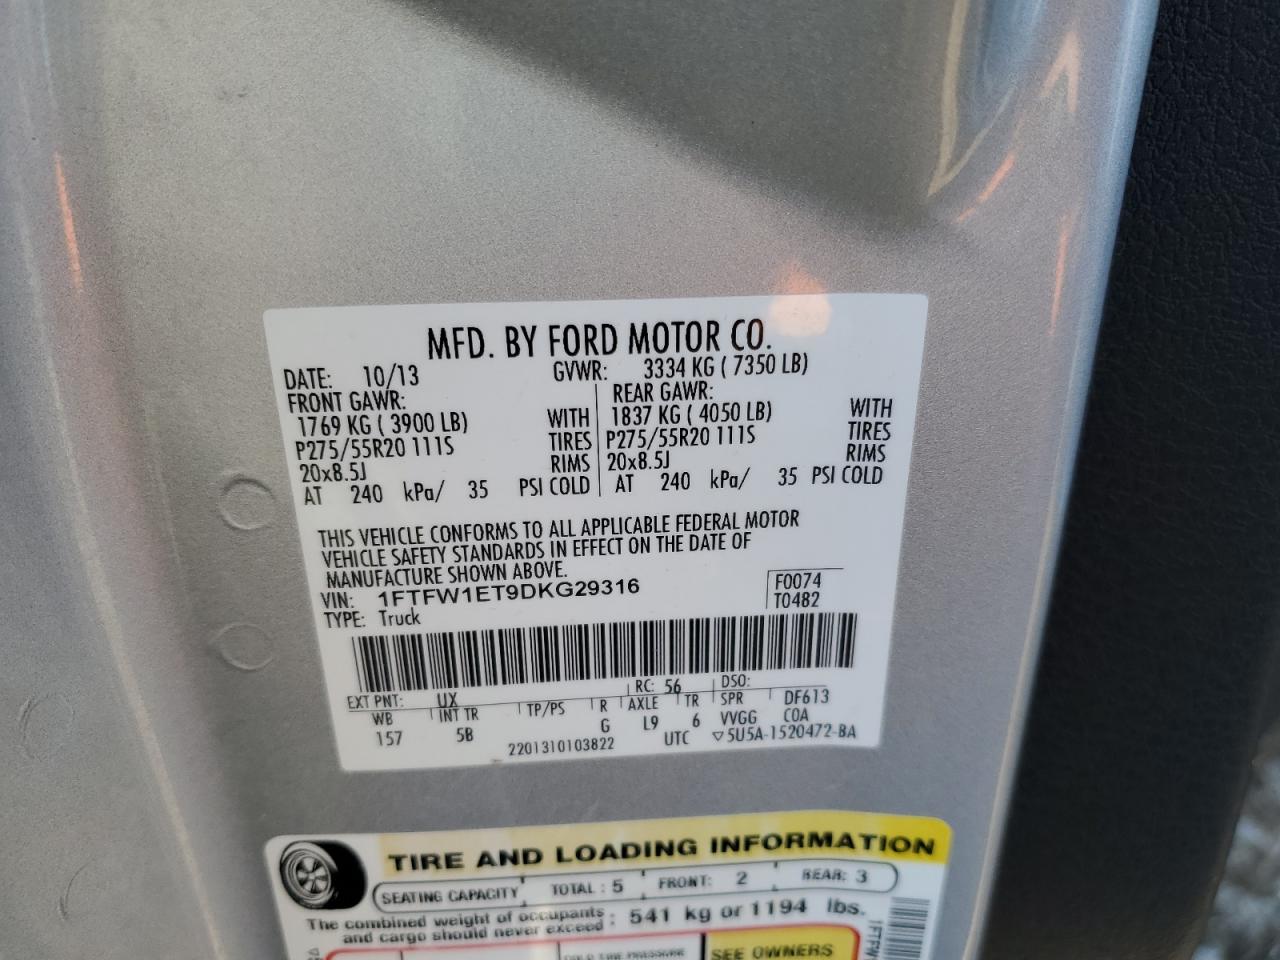 MFD. BY FORD MOTOR CO.
DATE: 10/13 GVWR: 3334 KG ( 7350 LB)
FRONT GAWR: REAR GAWR:
1769 KG ( 3900 LB) WITH 1837 KG ( 4050 LB) WITH
P275/55R20 111S TIRES P275/55R20 111S TIRES
20x8.5J RIMS 20x8.5J RIMS
AT 240 kPa/ 35 PSI COLD AT 240 kPa/ 35 PSI COLD
THIS VEHICLE CONFORMS TO ALL APPLICABLE FEDERAL MOTOR
VEHICLE SAFETY STANDARDS IN EFFECT ON THE DATE OF
MANUFACTURE SHOWN ABOVE.
VIN: 1FTFW1ET9DKG29316 F0074
TYPE: Truck T0482
EXT PNT: UX RC: 56 DSO:
WB INT TR TP/PS R AXLE TR SPR DF613
157 5B G L9 6 VVGG COA
2201310103822 UTC ▽5U5A-1520472-BA
TIRE AND LOADING INFORMATION
SEATING CAPACITY TOTAL : 5 FRONT: 2 REAR: 3
The combined weight of occupants : 541 kg or 1194 lbs.
and cargo should never exceed
COLD TIRE PRESSURE SEE OWNERS
1FTFW